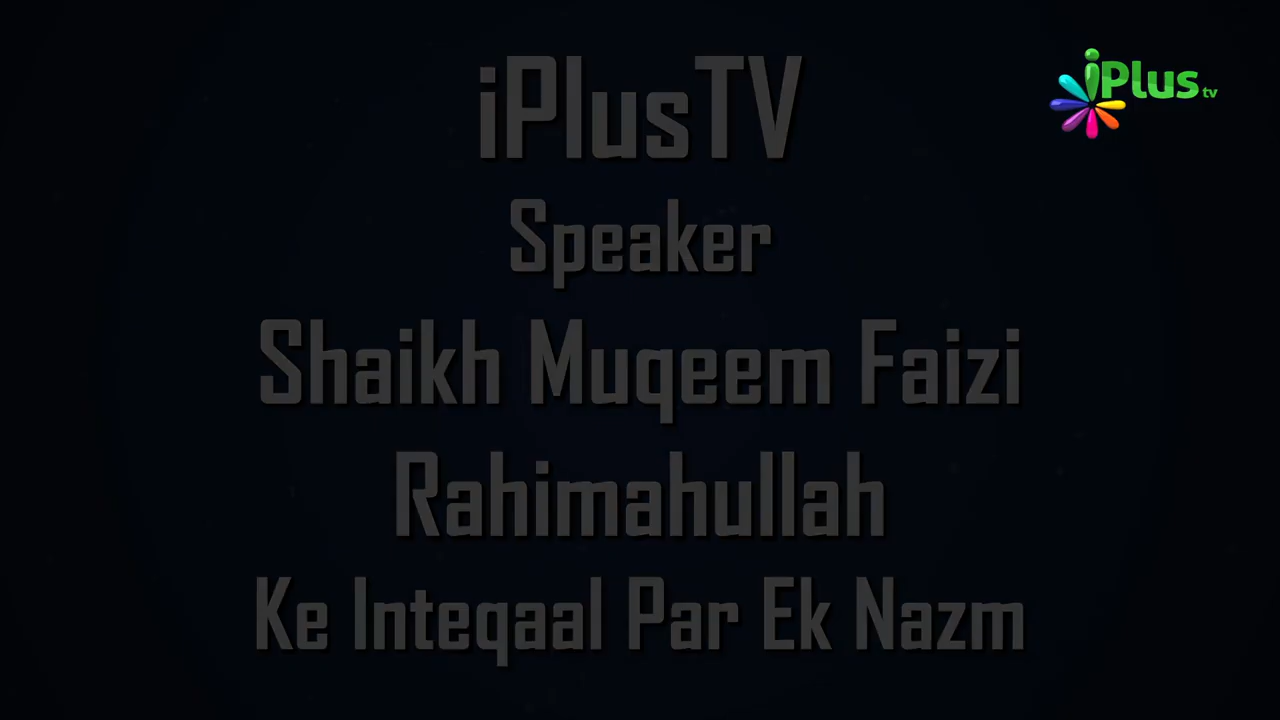 iPlusTV
iPlus tv
Speaker
Shaikh Muqeem Faizi
Rahimahullah
Ke Inteqaal Par Ek Nazm